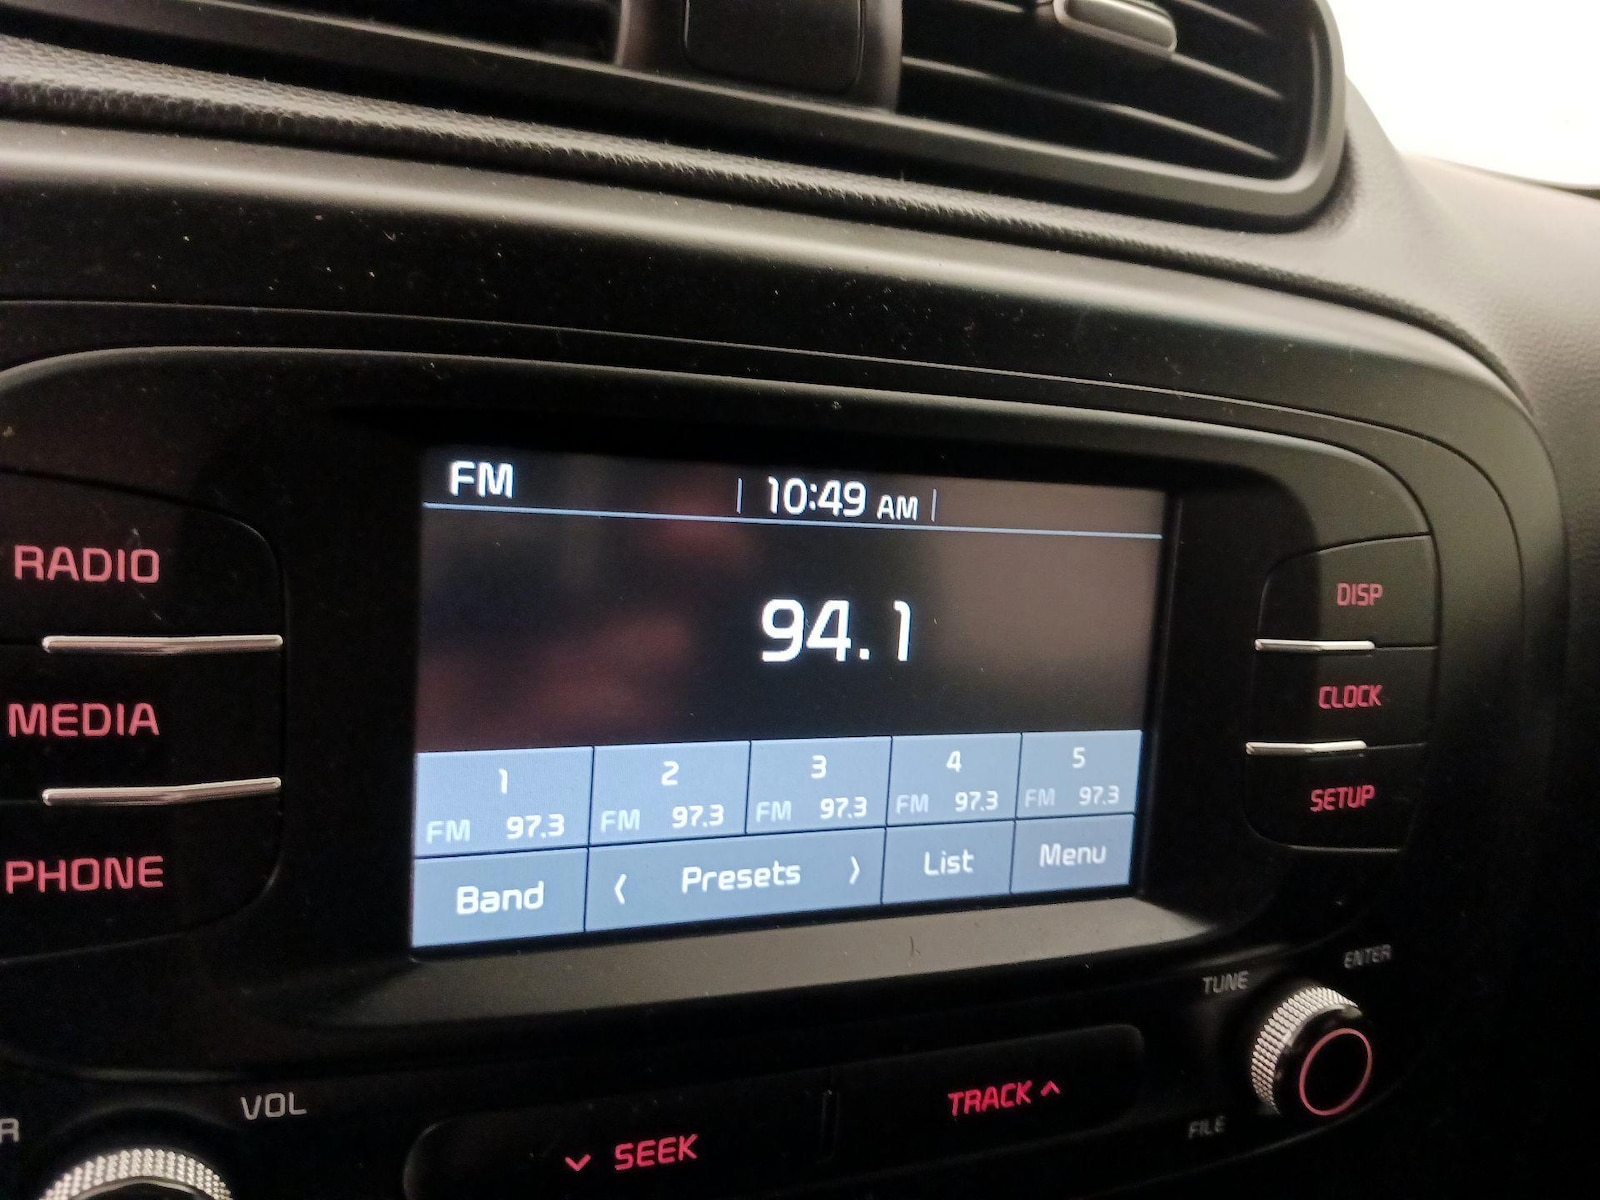 FM
10:49 AM
94.1
RADIO
MEDIA
PHONE
1
FM 97.3
2
FM 97.3
3
FM 97.3
4
FM 97.3
5
FM 97.3
Band
Presets
List
Menu
DISP
CLOCK
SETUP
TUNE
ENTER
FILE
VOL
SEEK
TRACK